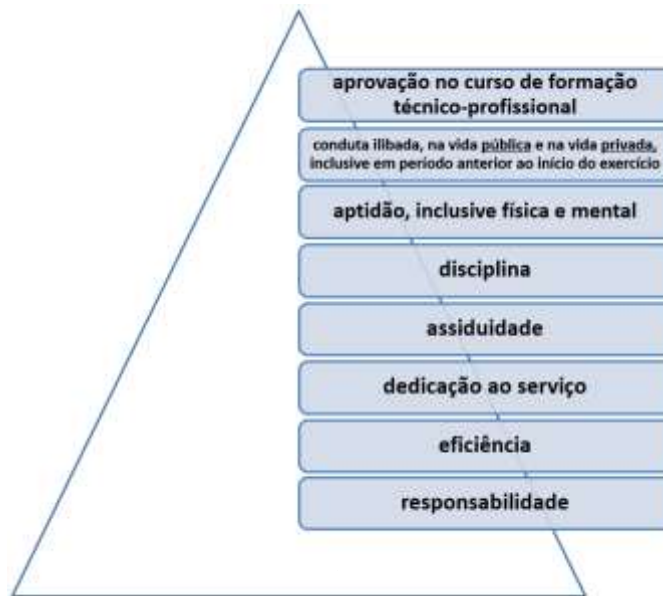 aprovação no curso de formação
técnico-profissional
conduta ilibada, na vida pública e na vida privada,
inclusive em período anterior ao início do exercício
aptidão, inclusive física e mental
disciplina
assiduidade
dedicação ao serviço
eficiência
responsabilidade